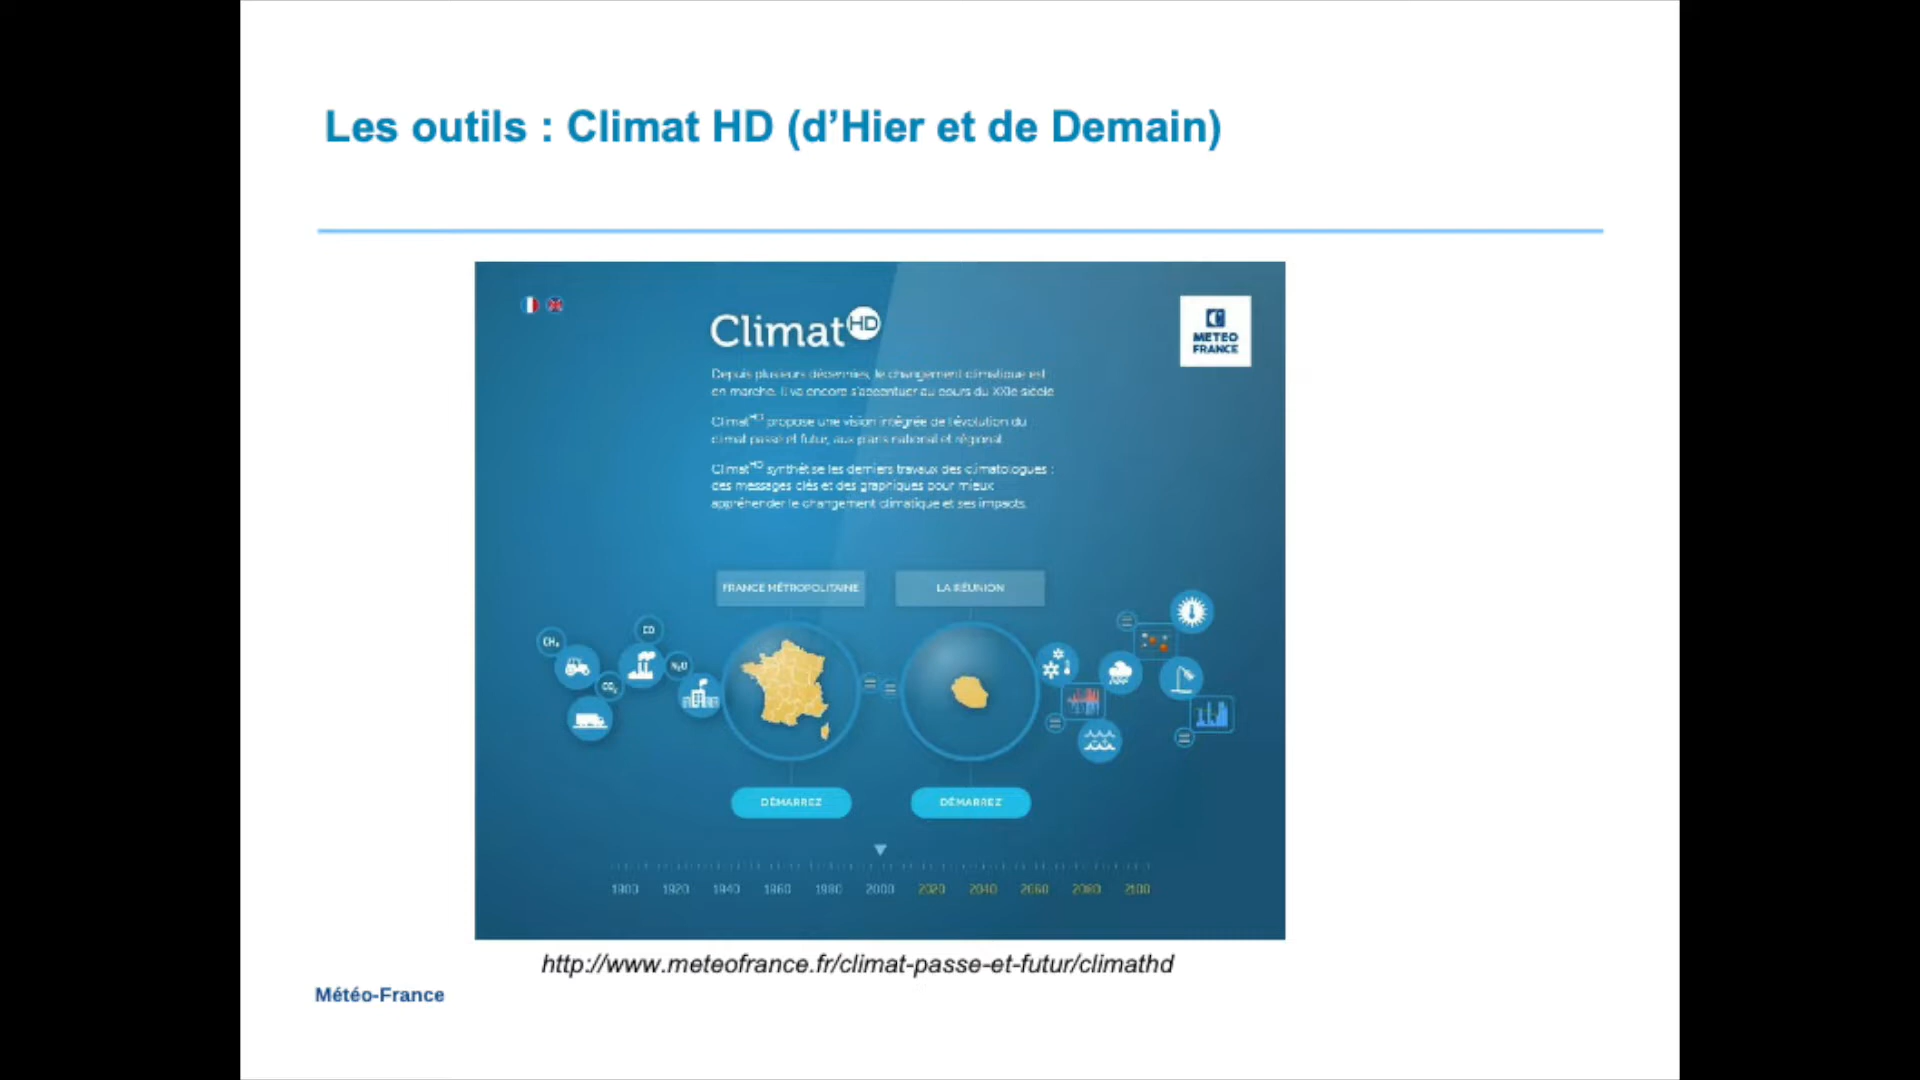 Les outils : Climat HD (d’Hier et de Demain)
Climat HD
METEO
FRANCE
Depuis plusieurs décennies, le changement climatique est
en marche. Il va encore s'accentuer au cours du XXIe siècle
Climat HD propose une vision intégrée de l'évolution du
climat passé et futur, aux plans national et régional
Climat HD synthétise les derniers travaux des climatologues :
des messages clés et des graphiques pour mieux
appréhender le changement climatique et ses impacts.
FRANCE MÉTROPOLITAINE
LA RÉUNION
CH₄
CO
CO₂
N₂O
DÉMARREZ
DÉMARREZ
1900 1920 1940 1960 1980 2000 2020 2040 2060 2080 2100
http://www.meteofrance.fr/climat-passe-et-futur/climathd
Météo-France